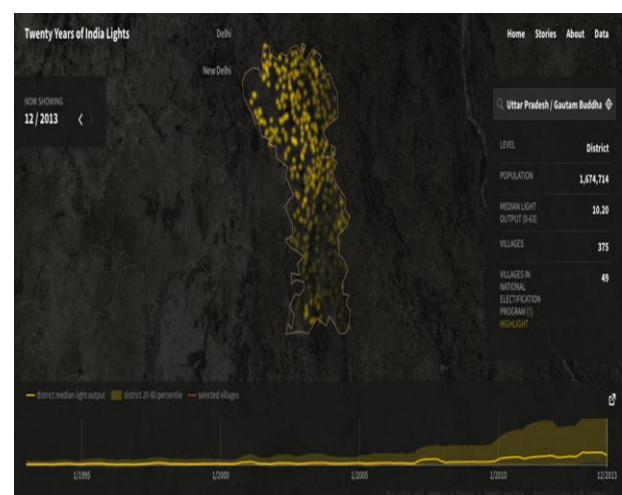 Twenty Years of India Lights
Home Stories About Data
Delhi
New Delhi
NOW SHOWING
12 / 2013
Uttar Pradesh / Gautam Buddha
LEVEL
District
POPULATION
1,674,714
MEDIAN LIGHT
OUTPUT (0-63)
10.20
VILLAGES
375
VILLAGES IN
NATIONAL
ELECTIFICATION
PROGRAM (?)
HIGHLIGHT
49
district median light output
district 20-80 percentile
selected villages
1/1995
1/2000
1/2005
1/2010
12/2013